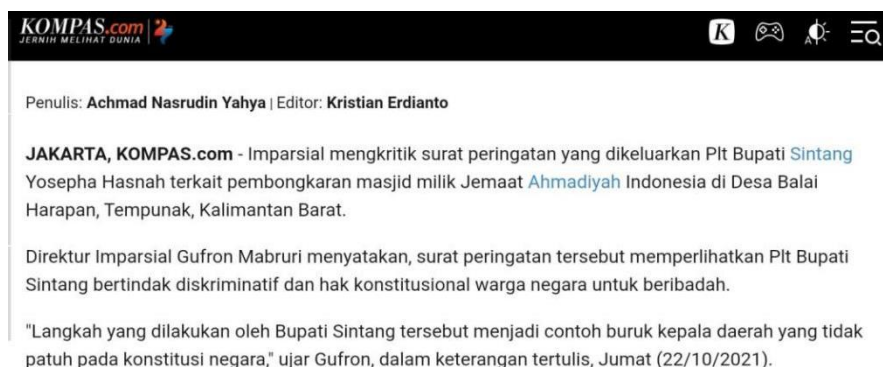 KOMPAS.com
JERNIH MELIHAT DUNIA
K
A
Penulis: Achmad Nasrudin Yahya | Editor: Kristian Erdianto
JAKARTA, KOMPAS.com - Imparsial mengkritik surat peringatan yang dikeluarkan Plt Bupati Sintang
Yosepha Hasnah terkait pembongkaran masjid milik Jemaat Ahmadiyah Indonesia di Desa Balai
Harapan, Tempunak, Kalimantan Barat.
Direktur Imparsial Gufron Mabruri menyatakan, surat peringatan tersebut memperlihatkan Plt Bupati
Sintang bertindak diskriminatif dan hak konstitusional warga negara untuk beribadah.
"Langkah yang dilakukan oleh Bupati Sintang tersebut menjadi contoh buruk kepala daerah yang tidak
patuh pada konstitusi negara," ujar Gufron, dalam keterangan tertulis, Jumat (22/10/2021).